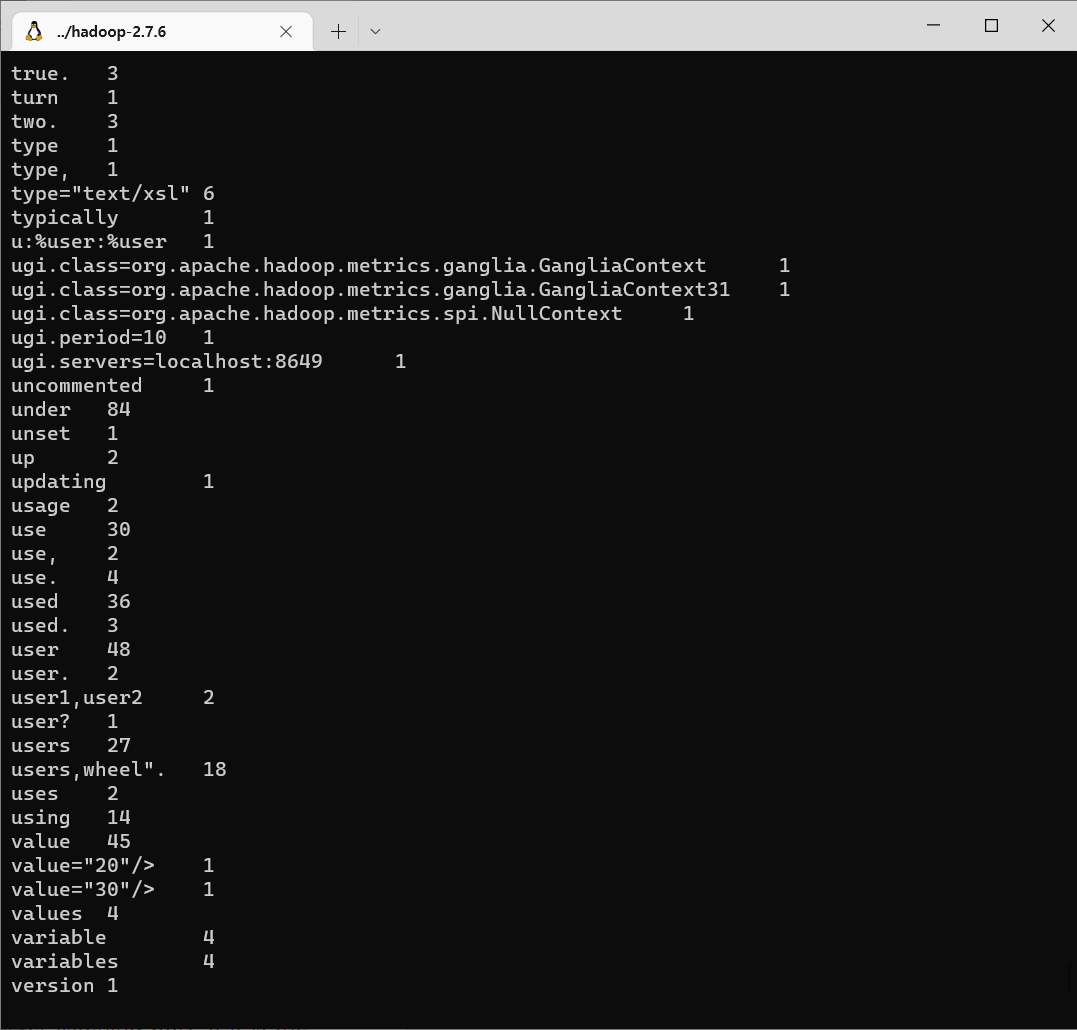 ../hadoop-2.7.6
true. 3
turn 1
two. 3
type 1
type, 1
type="text/xsl" 6
typically 1
u:%user:%user 1
ugi.class=org.apache.hadoop.metrics.ganglia.GangliaContext 1
ugi.class=org.apache.hadoop.metrics.ganglia.GangliaContext31 1
ugi.class=org.apache.hadoop.metrics.spi.NullContext 1
ugi.period=10 1
ugi.servers=localhost:8649 1
uncommented 1
under 84
unset 1
up 2
updating 1
usage 2
use 30
use, 2
use. 4
used 36
used. 3
user 48
user. 2
user1,user2 2
user? 1
users 27
users,wheel". 18
uses 2
using 14
value 45
value="20"/> 1
value="30"/> 1
values 4
variable 4
variables 4
version 1